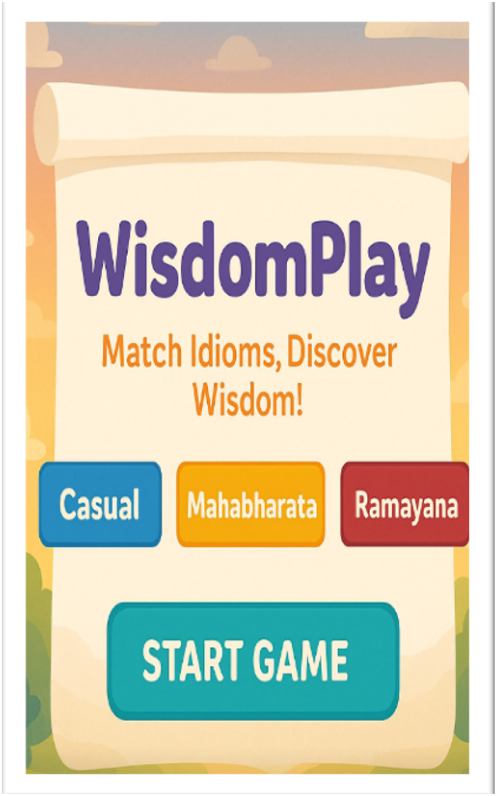 WisdomPlay
Match Idioms, Discover
Wisdom!
Casual Mahabharata Ramayana
START GAME